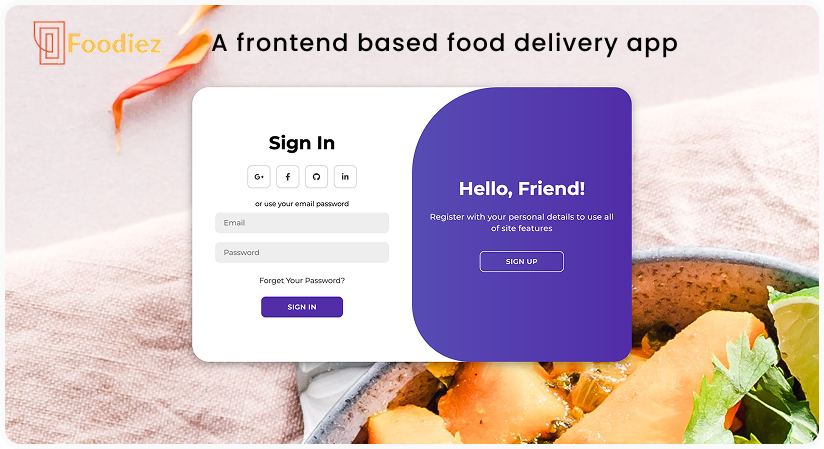 Foodiez
A frontend based food delivery app
Sign In
G+
f
in
or use your email password
Email
Password
Forget Your Password?
SIGN IN
Hello, Friend!
Register with your personal details to use all
of site features
SIGN UP